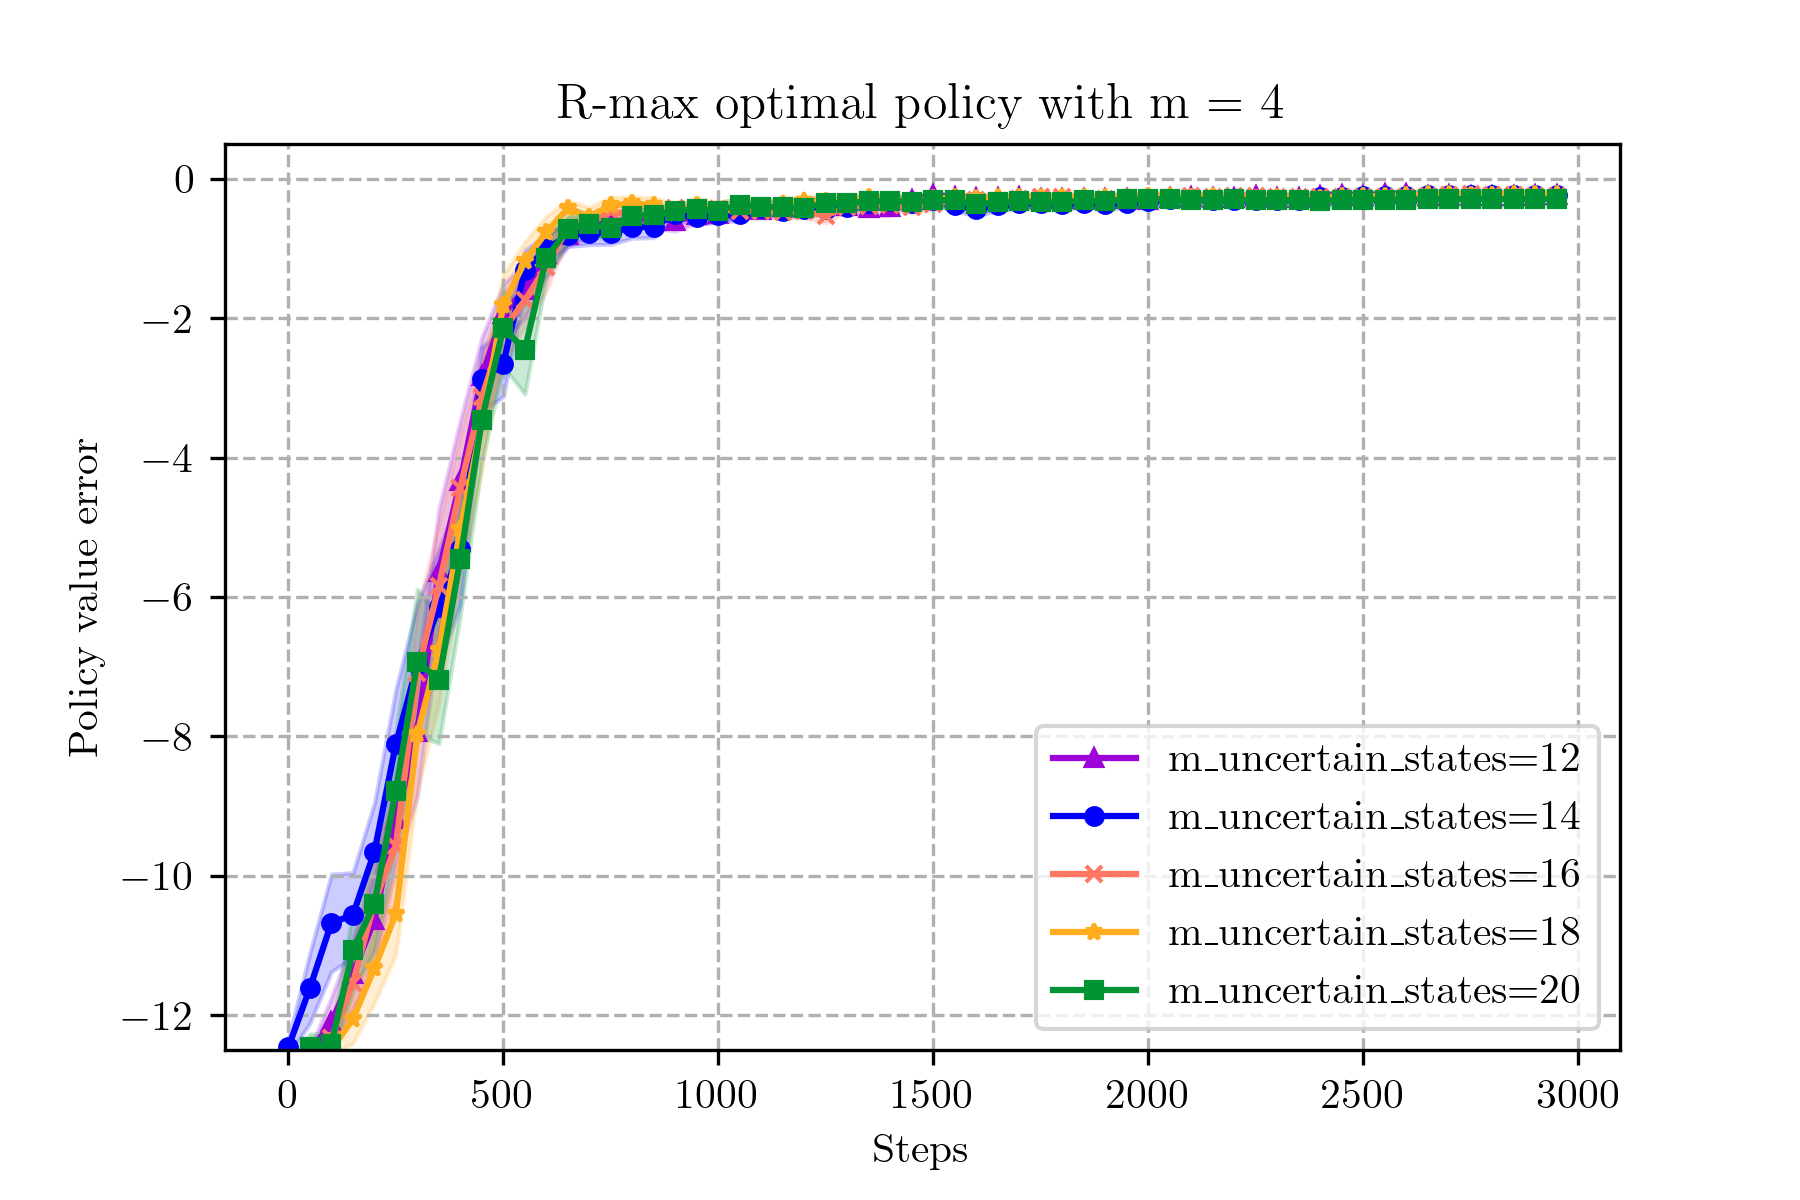 R-max optimal policy with m = 4
Policy value error
0
−2
−4
−6
−8
−10
−12
m_uncertain_states=12
m_uncertain_states=14
m_uncertain_states=16
m_uncertain_states=18
m_uncertain_states=20
0 500 1000 1500 2000 2500 3000
Steps